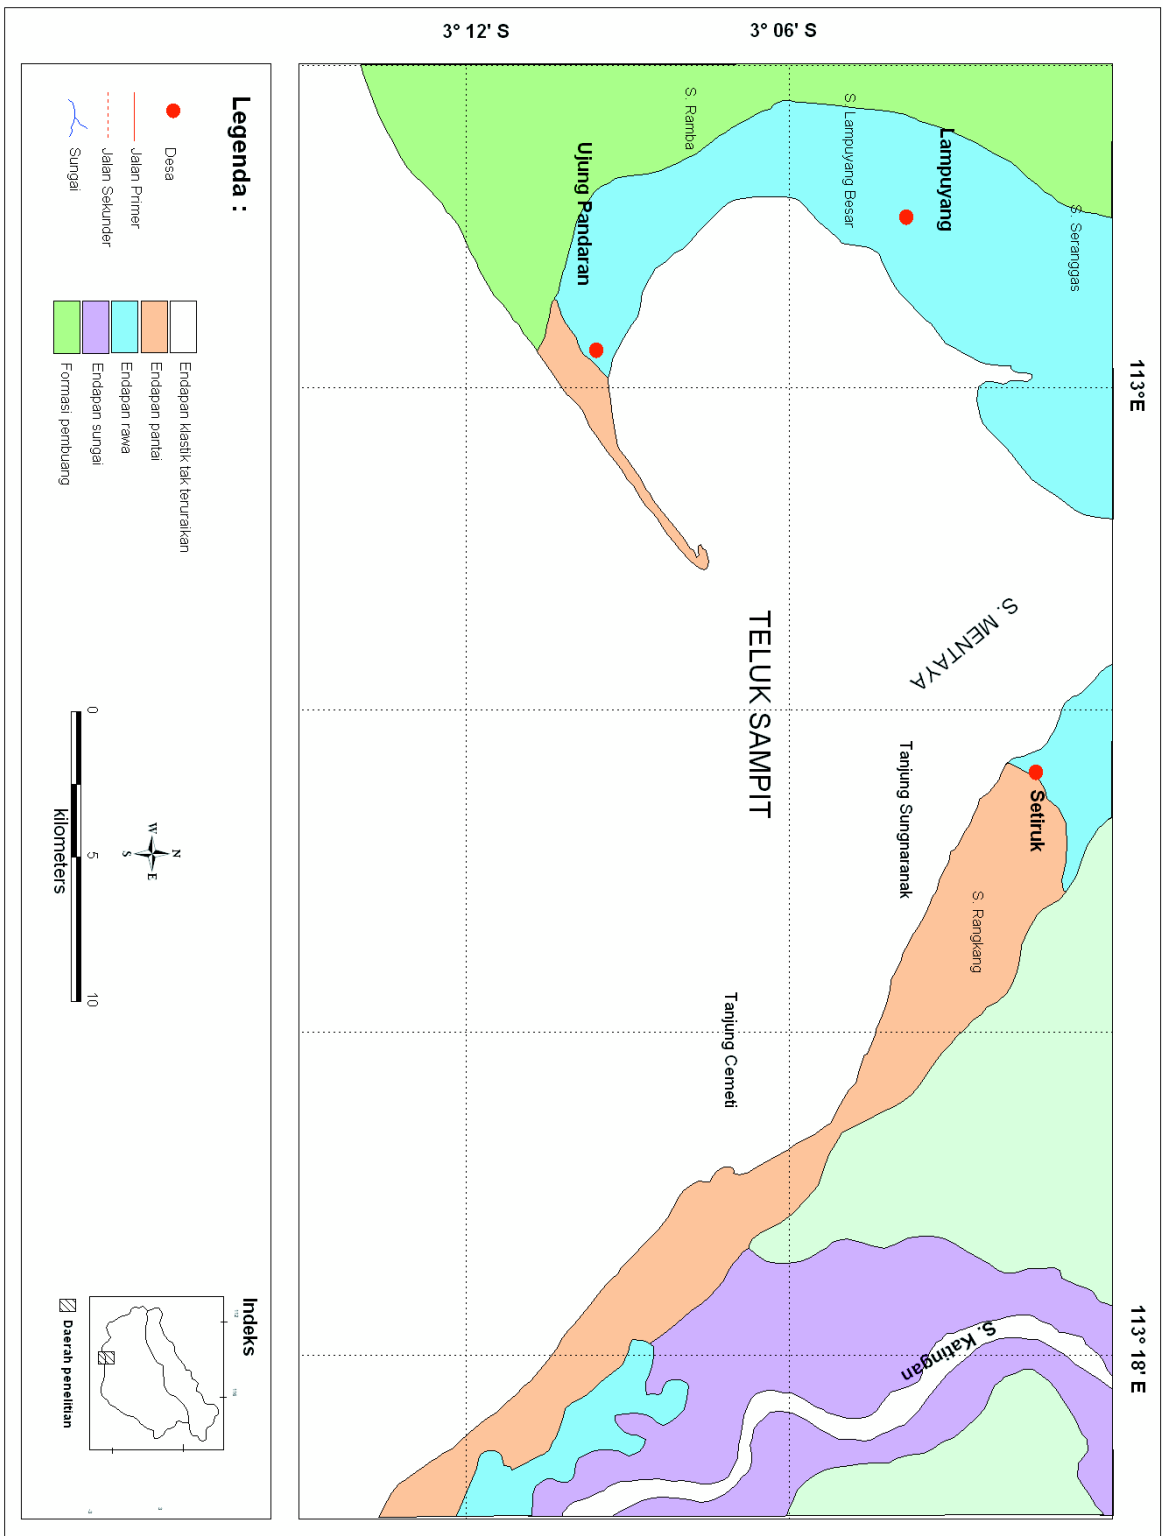 3° 12' S
3° 06' S
113°E
113° 18' E
S. Ramba
S. Lampuyang Besar
Lampuyang
S. Seranggas
Ujung Pandaran
TELUK SAMPIT
S. MENTAYA
Setiruk
Tanjung Sungnaranak
S. Rangkang
Tanjung Cemeti
S. Katingan
Legenda :
Desa
Jalan Primer
Jalan Sekunder
Sungai
Endapan klastik tak teruraikan
Endapan pantai
Endapan rawa
Endapan sungai
Formasi pembuang
N
W
E
S
0
5
10
kilometers
Indeks
Daerah penelitian